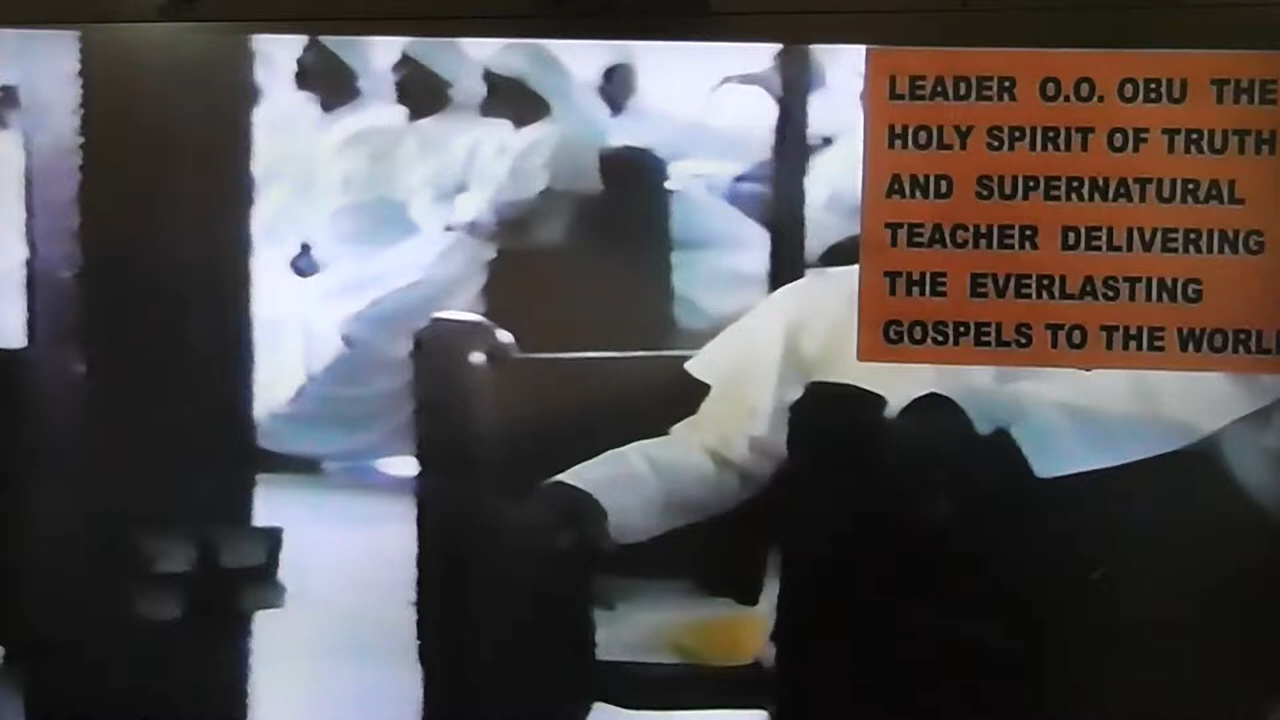 LEADER O.O. OBU THE
HOLY SPIRIT OF TRUTH
AND SUPERNATURAL
TEACHER DELIVERING
THE EVERLASTING
GOSPELS TO THE WORL